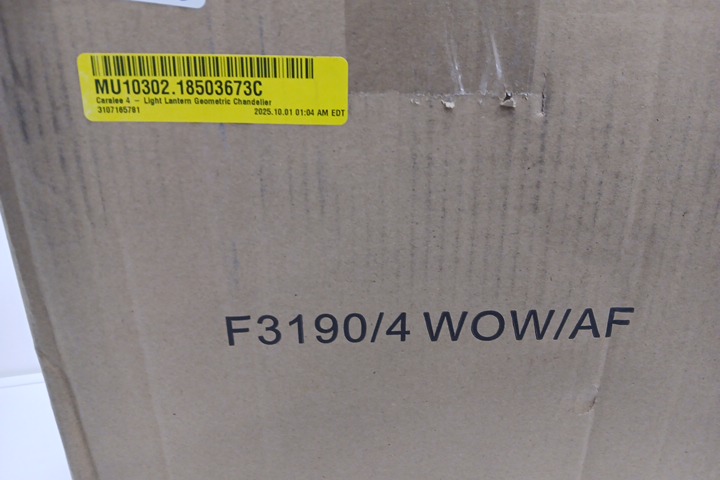 MU10302.18503673C
Carslee 4 - Light Lantern Geometric Chandelier
3107185781 2025.10.01 01:04 AM EDT
F3190/4 WOW/AF